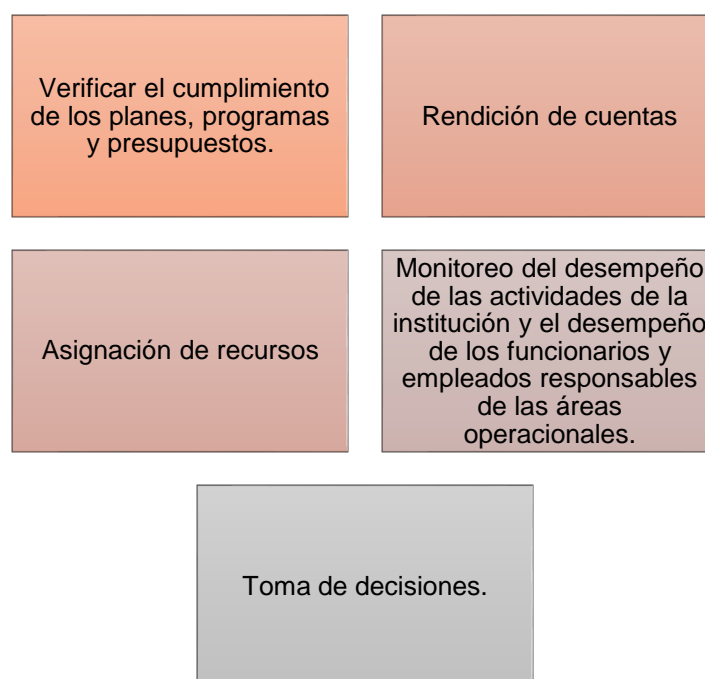 Verificar el cumplimiento
de los planes, programas
y presupuestos.
Rendición de cuentas
Asignación de recursos
Monitoreo del desempeño
de las actividades de la
institución y el desempeño
de los funcionarios y
empleados responsables
de las áreas
operacionales.
Toma de decisiones.